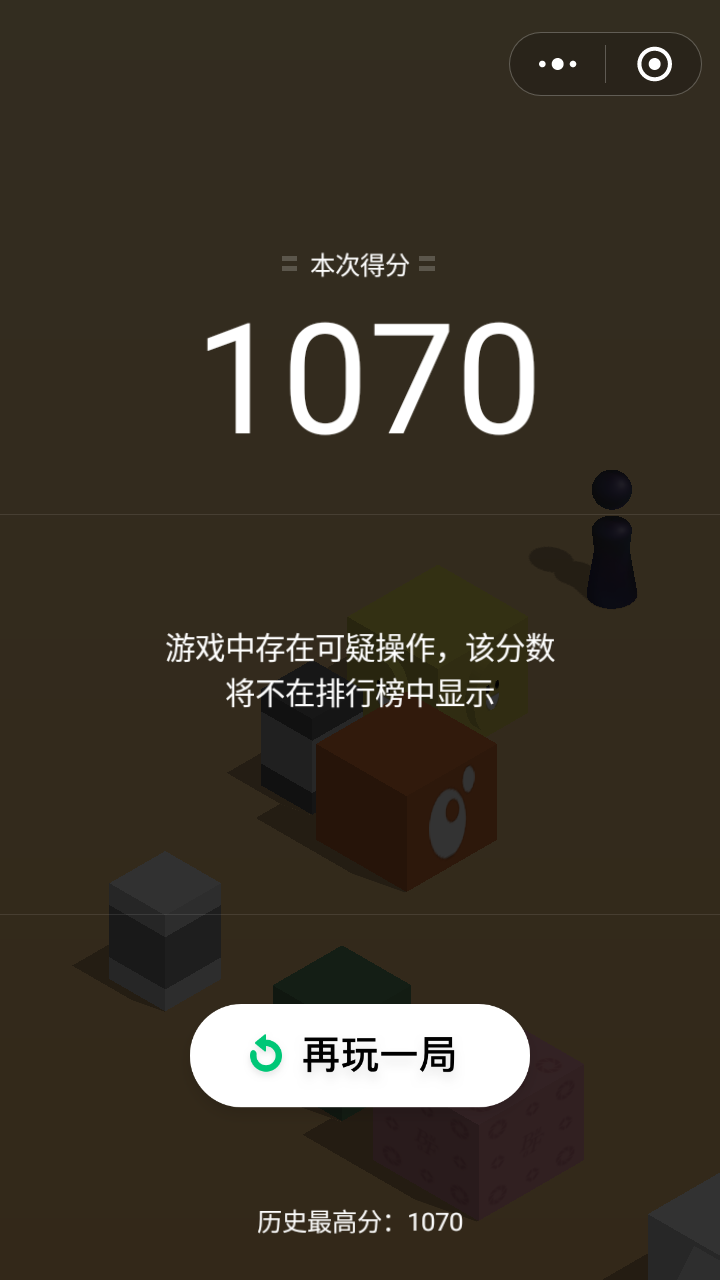 本次得分
1070
游戏中存在可疑操作，该分数
将不在排行榜中显示
再玩一局
历史最高分：1070